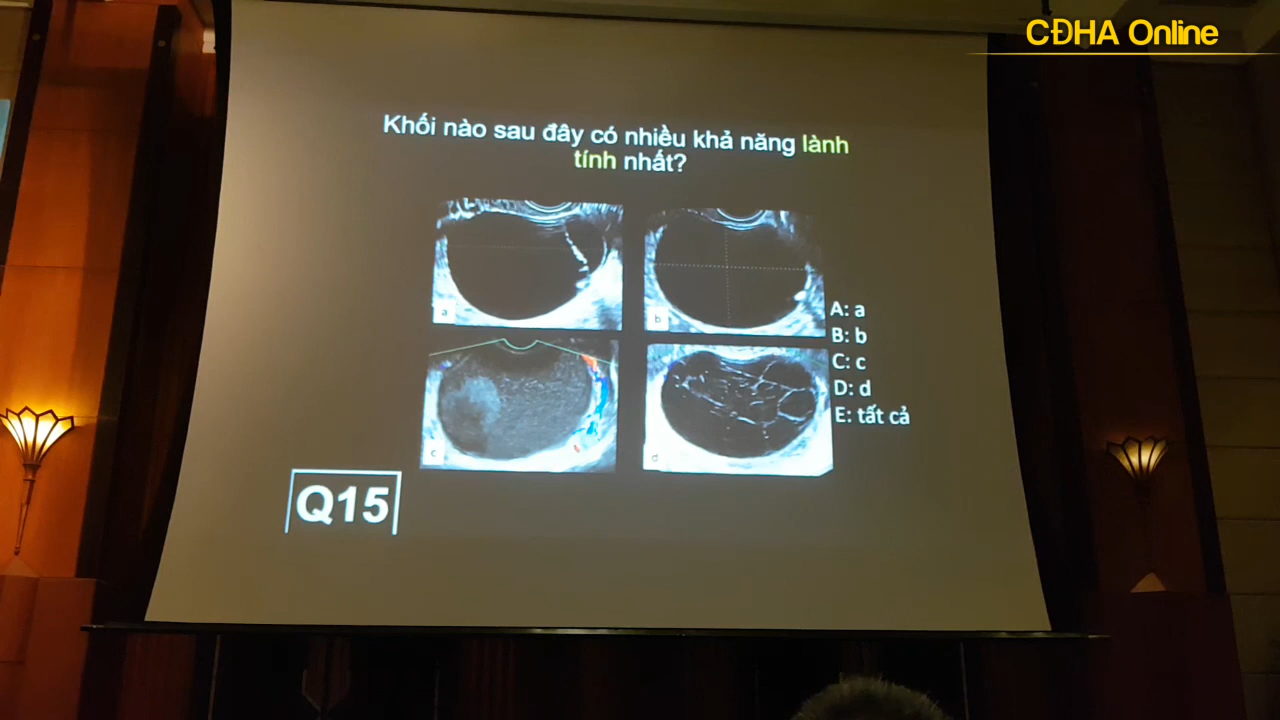 CĐHA Online
Khối nào sau đây có nhiều khả năng lành
tính nhất?
a
b
c
d
A: a
B: b
C: c
D: d
E: tất cả
Q15